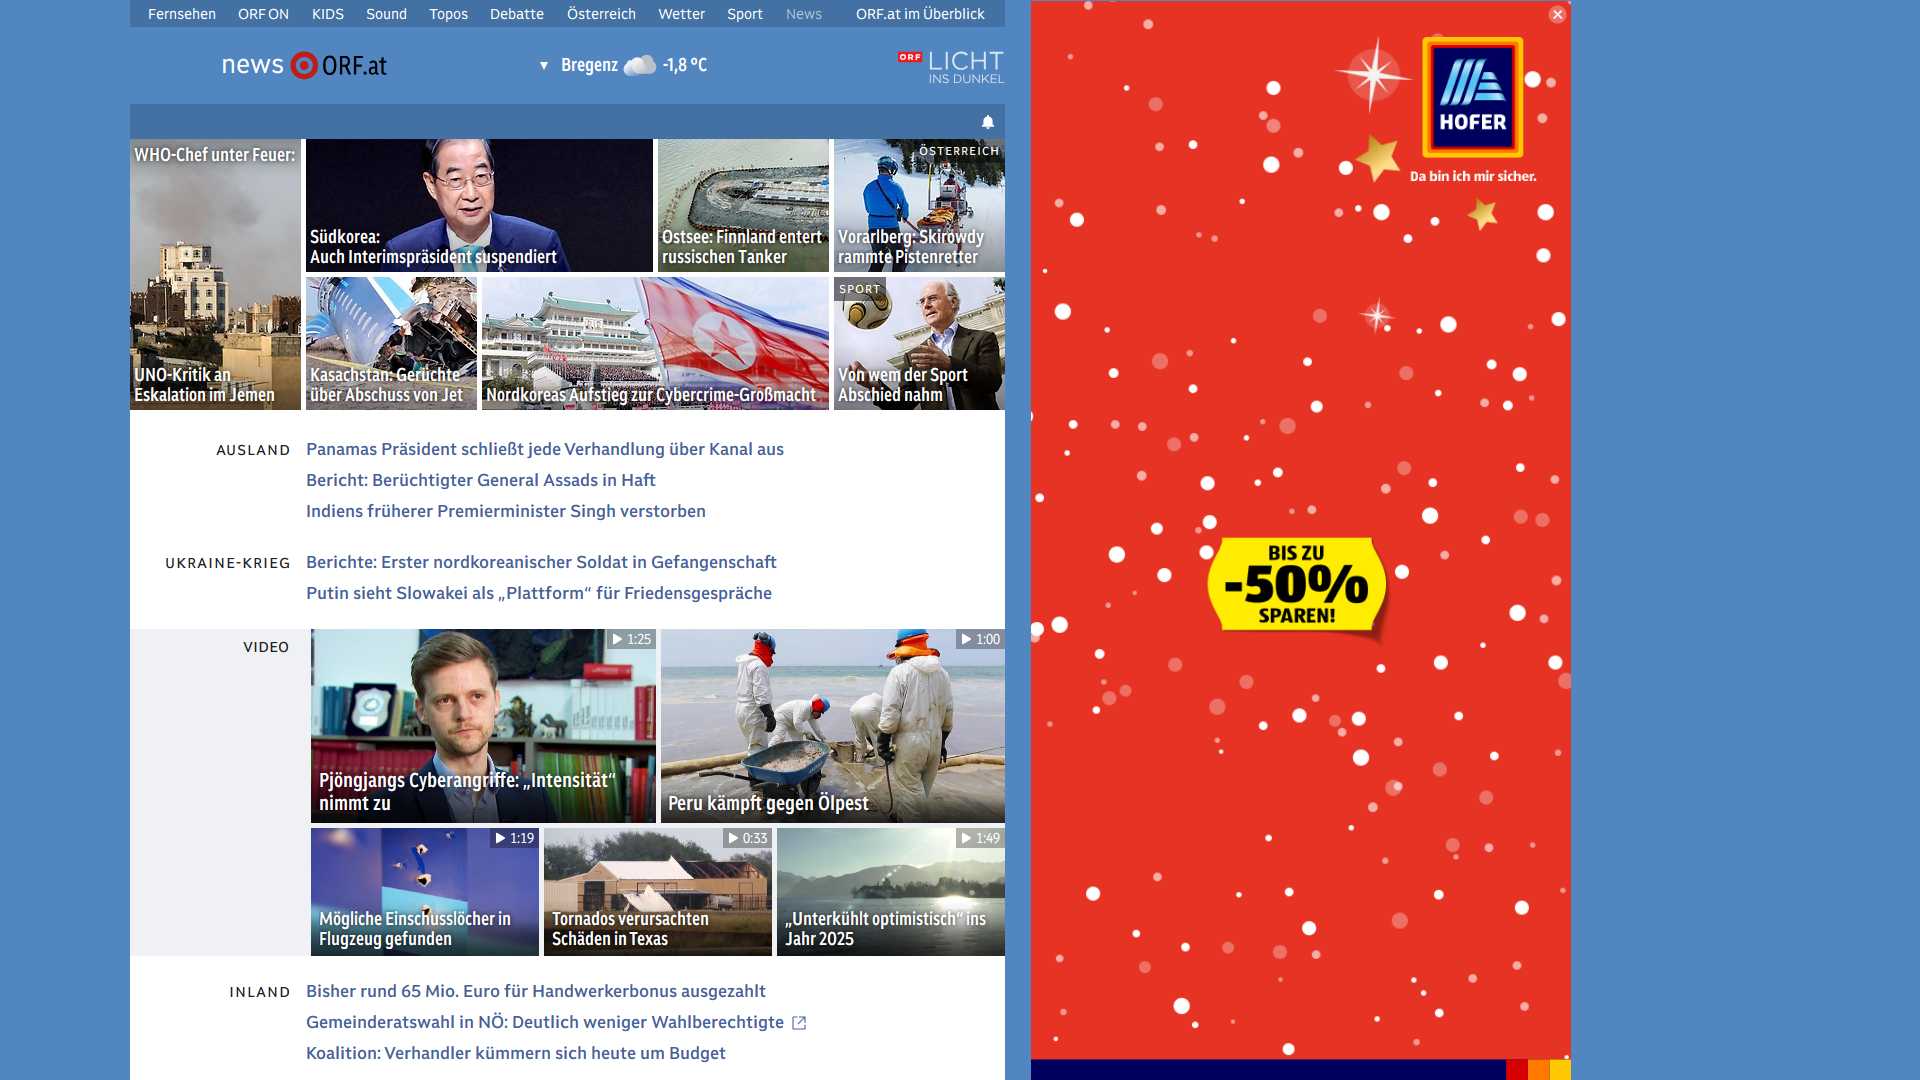 Fernsehen ORF ON KIDS Sound Topos Debatte Österreich Wetter Sport News ORF.at im Überblick
news ORF.at
▼ Bregenz -1,8 °C
ORF LICHT
INS DUNKEL
WHO-Chef unter Feuer:
UNO-Kritik an
Eskalation im Jemen
Südkorea:
Auch Interimspräsident suspendiert
Ostsee: Finnland entert
russischen Tanker
ÖSTERREICH
Vorarlberg: Skirowdy
rammte Pistenretter
Kasachstan: Gerüchte
über Abschuss von Jet
Nordkoreas Aufstieg zur Cybercrime-Großmacht
SPORT
Von wem der Sport
Abschied nahm
AUSLAND
Panamas Präsident schließt jede Verhandlung über Kanal aus
Bericht: Berüchtigter General Assads in Haft
Indiens früherer Premierminister Singh verstorben
UKRAINE-KRIEG
Berichte: Erster nordkoreanischer Soldat in Gefangenschaft
Putin sieht Slowakei als „Plattform“ für Friedensgespräche
VIDEO
1:25
Pjöngjangs Cyberangriffe: „Intensität“
nimmt zu
1:00
Peru kämpft gegen Ölpest
1:19
Mögliche Einschusslöcher in
Flugzeug gefunden
0:33
Tornados verursachten
Schäden in Texas
1:49
„Unterkühlt optimistisch“ ins
Jahr 2025
INLAND
Bisher rund 65 Mio. Euro für Handwerkerbonus ausgezahlt
Gemeinderatswahl in NÖ: Deutlich weniger Wahlberechtigte
Koalition: Verhandler kümmern sich heute um Budget
HOFER
Da bin ich mir sicher.
BIS ZU
-50%
SPAREN!